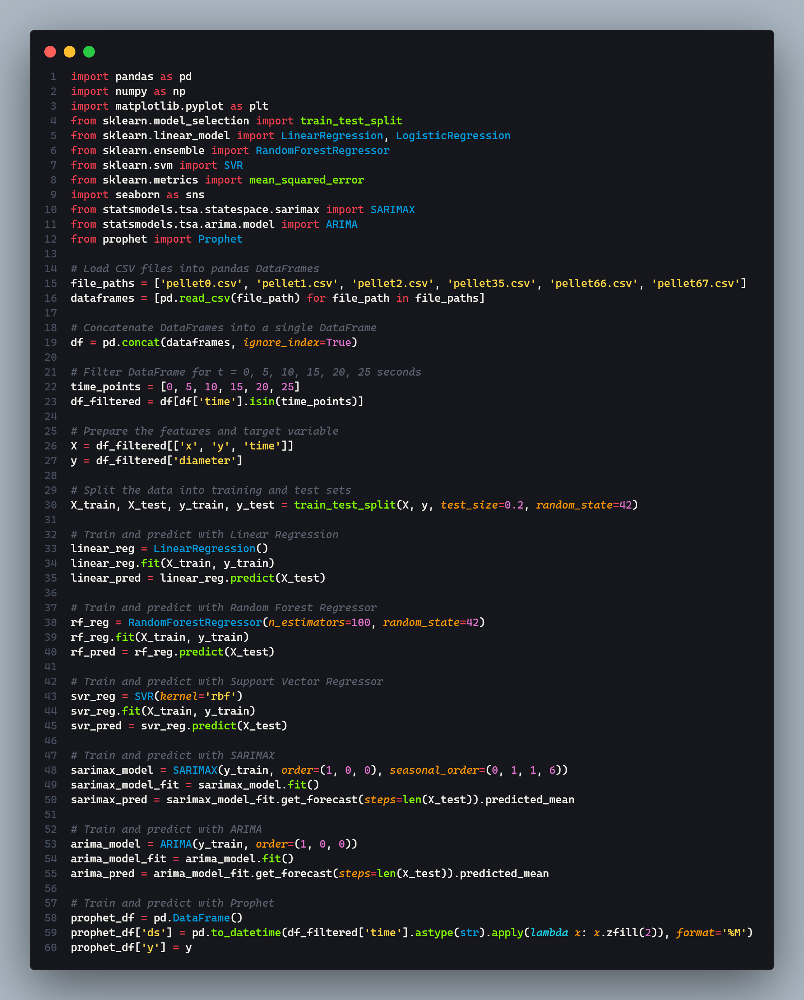 1 import pandas as pd
2 import numpy as np
3 import matplotlib.pyplot as plt
4 from sklearn.model_selection import train_test_split
5 from sklearn.linear_model import LinearRegression, LogisticRegression
6 from sklearn.ensemble import RandomForestRegressor
7 from sklearn.svm import SVR
8 from sklearn.metrics import mean_squared_error
9 import seaborn as sns
10 from statsmodels.tsa.statespace.sarimax import SARIMAX
11 from statsmodels.tsa.arima.model import ARIMA
12 from prophet import Prophet
13
14 # Load CSV files into pandas DataFrames
15 file_paths = ['pellet0.csv', 'pellet1.csv', 'pellet2.csv', 'pellet35.csv', 'pellet66.csv', 'pellet67.csv']
16 dataframes = [pd.read_csv(file_path) for file_path in file_paths]
17
18 # Concatenate DataFrames into a single DataFrame
19 df = pd.concat(dataframes, ignore_index=True)
20
21 # Filter DataFrame for t = 0, 5, 10, 15, 20, 25 seconds
22 time_points = [0, 5, 10, 15, 20, 25]
23 df_filtered = df[df['time'].isin(time_points)]
24
25 # Prepare the features and target variable
26 X = df_filtered[['x', 'y', 'time']]
27 y = df_filtered['diameter']
28
29 # Split the data into training and test sets
30 X_train, X_test, y_train, y_test = train_test_split(X, y, test_size=0.2, random_state=42)
31
32 # Train and predict with Linear Regression
33 linear_reg = LinearRegression()
34 linear_reg.fit(X_train, y_train)
35 linear_pred = linear_reg.predict(X_test)
36
37 # Train and predict with Random Forest Regressor
38 rf_reg = RandomForestRegressor(n_estimators=100, random_state=42)
39 rf_reg.fit(X_train, y_train)
40 rf_pred = rf_reg.predict(X_test)
41
42 # Train and predict with Support Vector Regressor
43 svr_reg = SVR(kernel='rbf')
44 svr_reg.fit(X_train, y_train)
45 svr_pred = svr_reg.predict(X_test)
46
47 # Train and predict with SARIMAX
48 sarimax_model = SARIMAX(y_train, order=(1, 0, 0), seasonal_order=(0, 1, 1, 6))
49 sarimax_model_fit = sarimax_model.fit()
50 sarimax_pred = sarimax_model_fit.get_forecast(steps=len(X_test)).predicted_mean
51
52 # Train and predict with ARIMA
53 arima_model = ARIMA(y_train, order=(1, 0, 0))
54 arima_model_fit = arima_model.fit()
55 arima_pred = arima_model_fit.get_forecast(steps=len(X_test)).predicted_mean
56
57 # Train and predict with Prophet
58 prophet_df = pd.DataFrame()
59 prophet_df['ds'] = pd.to_datetime(df_filtered['time'].astype(str).apply(lambda x: x.zfill(2)), format='%M')
60 prophet_df['y'] = y